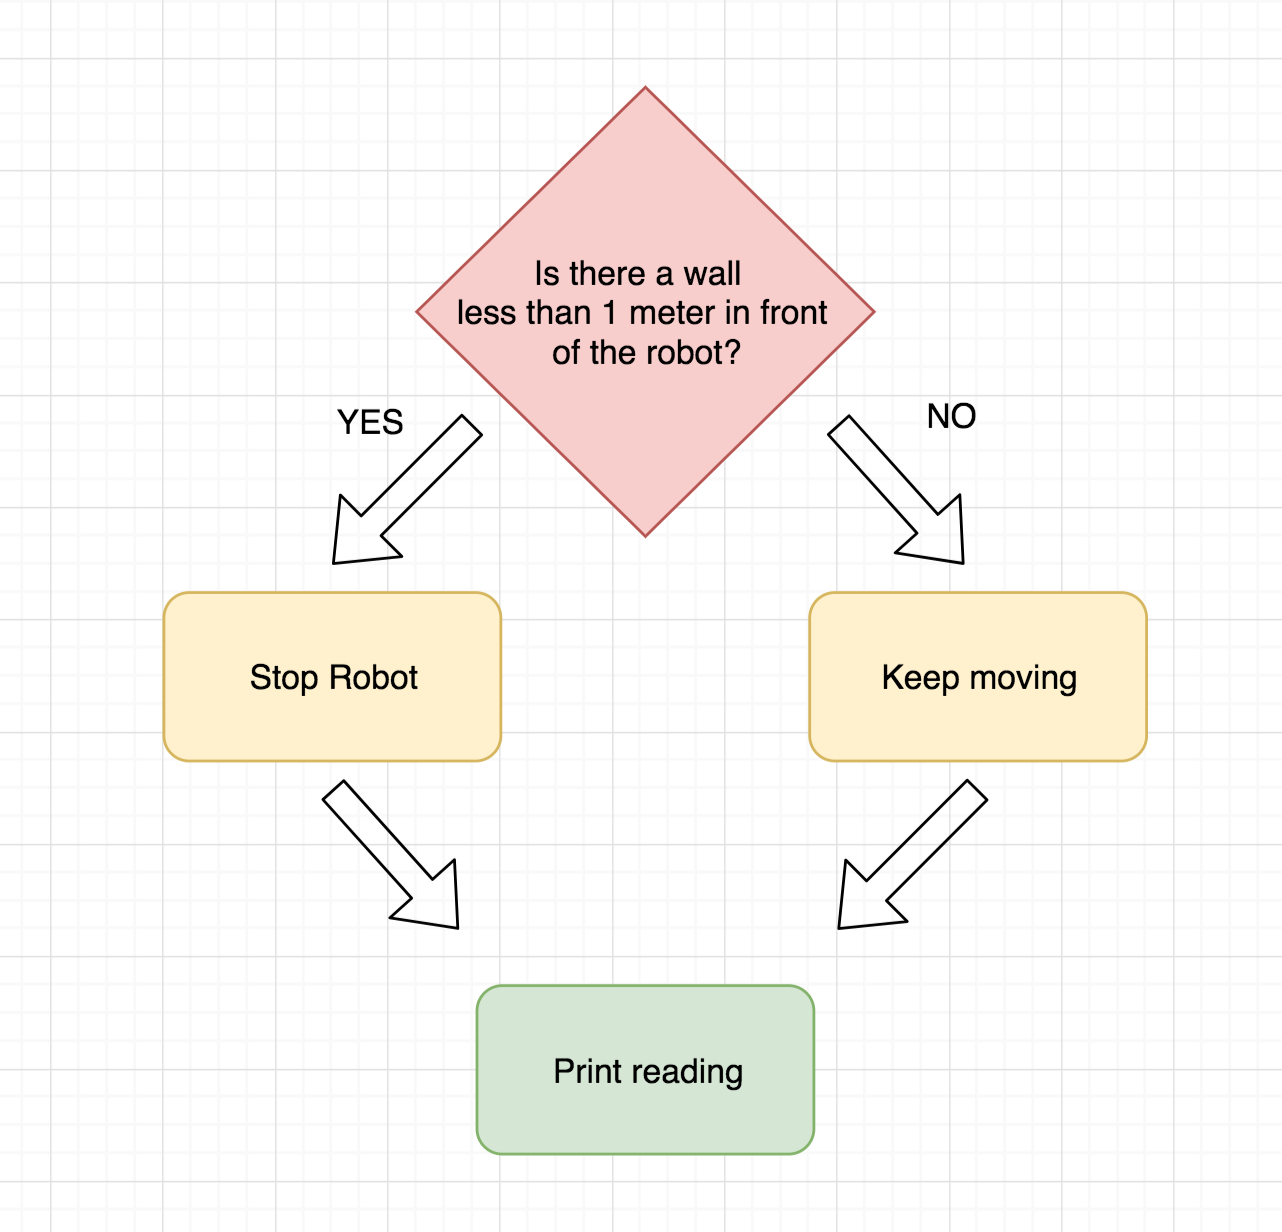 Is there a wall
less than 1 meter in front
of the robot?
YES
NO
Stop Robot
Keep moving
Print reading